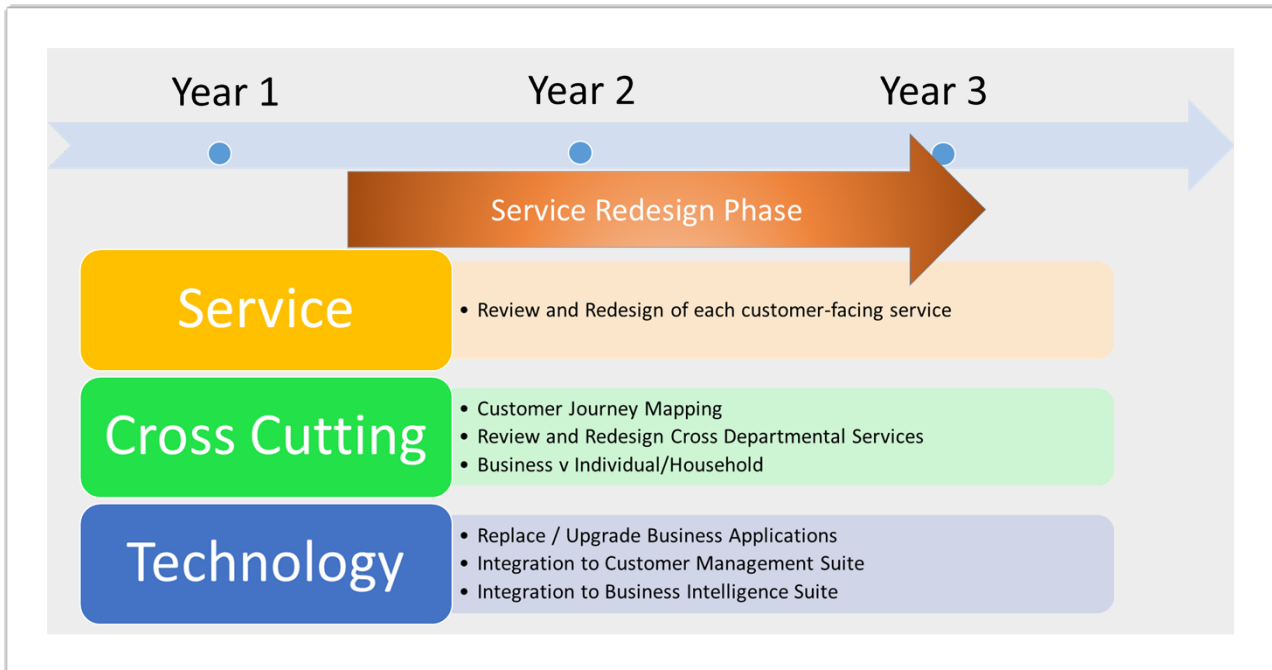 Year 1
Year 2
Year 3
Service Redesign Phase
Service
• Review and Redesign of each customer-facing service
Cross Cutting
• Customer Journey Mapping
• Review and Redesign Cross Departmental Services
• Business v Individual/Household
Technology
• Replace / Upgrade Business Applications
• Integration to Customer Management Suite
• Integration to Business Intelligence Suite